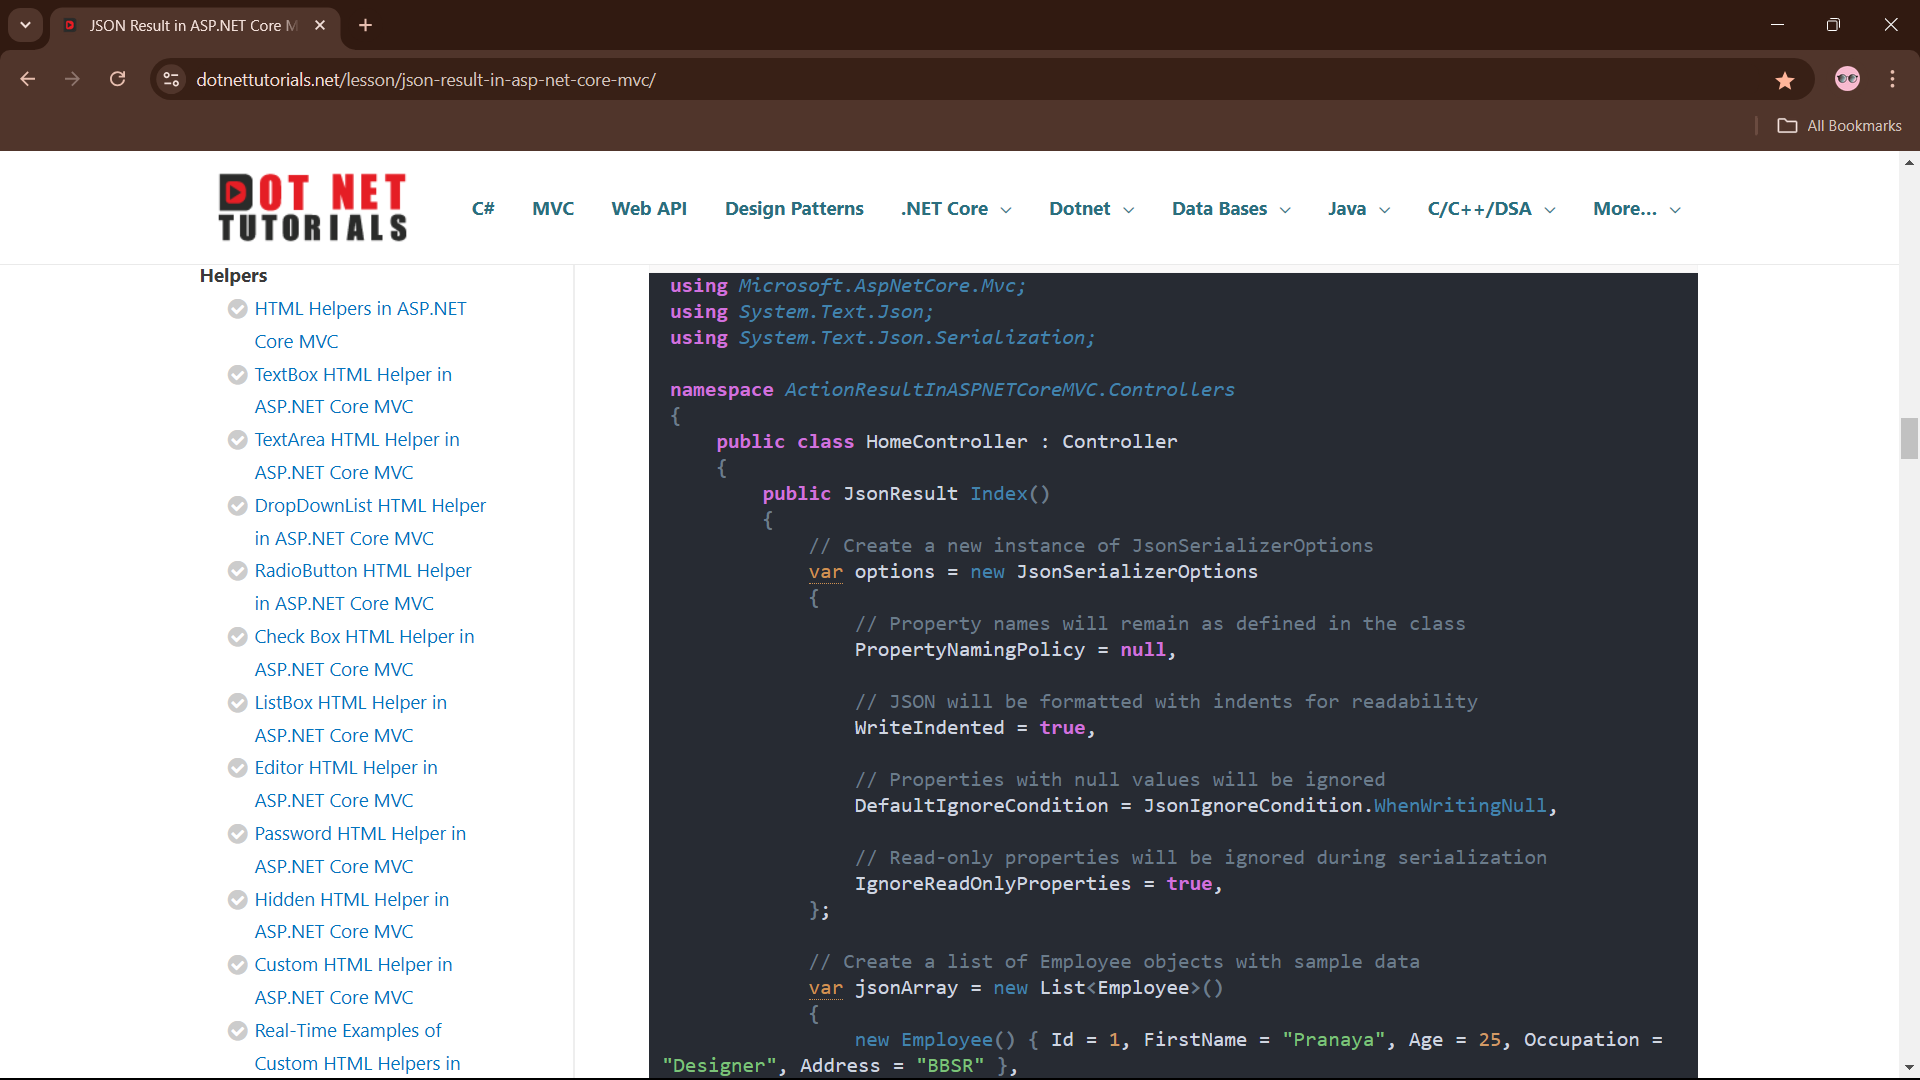 JSON Result in ASP.NET Core M
dotnettutorials.net/lesson/json-result-in-asp-net-core-mvc/
All Bookmarks
DOT NET
TUTORIALS
C# MVC Web API Design Patterns .NET Core Dotnet Data Bases Java C/C++/DSA More...
Helpers
HTML Helpers in ASP.NET
Core MVC
TextBox HTML Helper in
ASP.NET Core MVC
TextArea HTML Helper in
ASP.NET Core MVC
DropDownList HTML Helper
in ASP.NET Core MVC
RadioButton HTML Helper
in ASP.NET Core MVC
Check Box HTML Helper in
ASP.NET Core MVC
ListBox HTML Helper in
ASP.NET Core MVC
Editor HTML Helper in
ASP.NET Core MVC
Password HTML Helper in
ASP.NET Core MVC
Hidden HTML Helper in
ASP.NET Core MVC
Custom HTML Helper in
ASP.NET Core MVC
Real-Time Examples of
Custom HTML Helpers in
using Microsoft.AspNetCore.Mvc;
using System.Text.Json;
using System.Text.Json.Serialization;
namespace ActionResultInASPNETCoreMVC.Controllers
{
public class HomeController : Controller
{
public JsonResult Index()
{
// Create a new instance of JsonSerializerOptions
var options = new JsonSerializerOptions
{
// Property names will remain as defined in the class
PropertyNamingPolicy = null,
// JSON will be formatted with indents for readability
WriteIndented = true,
// Properties with null values will be ignored
DefaultIgnoreCondition = JsonIgnoreCondition.WhenWritingNull,
// Read-only properties will be ignored during serialization
IgnoreReadOnlyProperties = true,
};
// Create a list of Employee objects with sample data
var jsonArray = new List<Employee>()
{
new Employee() { Id = 1, FirstName = "Pranaya", Age = 25, Occupation =
"Designer", Address = "BBSR" },